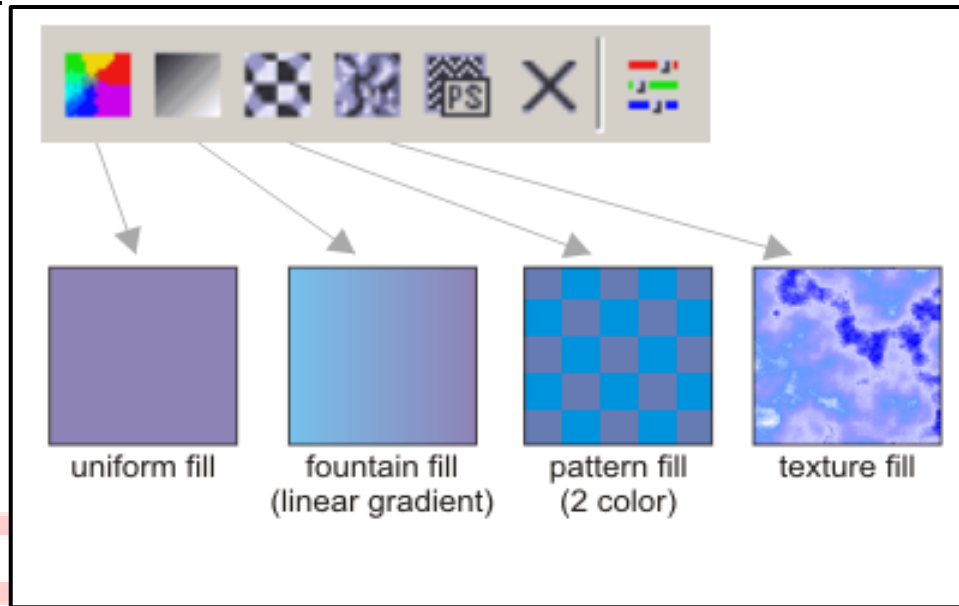 PS
uniform fill
fountain fill
(linear gradient)
pattern fill
(2 color)
texture fill